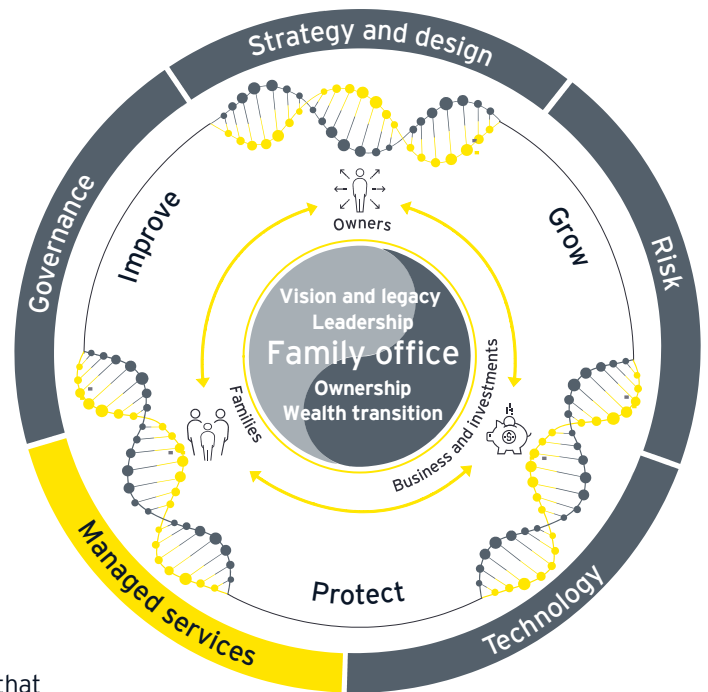 Strategy and design
Governance
Risk
Improve
Grow
Owners
Vision and legacy
Leadership
Family office
Ownership
Wealth transition
Families
Business and investments
Protect
Managed services
Technology
that